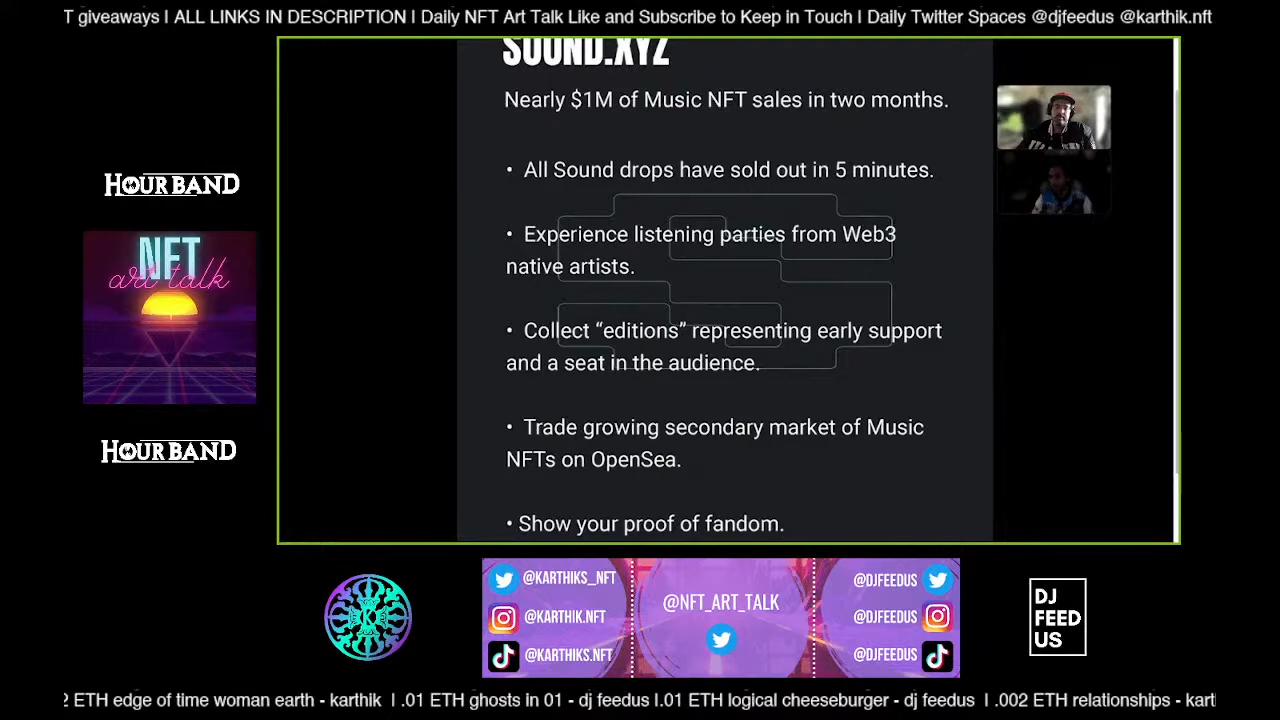 T giveaways I ALL LINKS IN DESCRIPTION I Daily NFT Art Talk Like and Subscribe to Keep in Touch I Daily Twitter Spaces @djfeedus @karthik.nft
SOUND.XYZ
Nearly $1M of Music NFT sales in two months.
• All Sound drops have sold out in 5 minutes.
• Experience listening parties from Web3
native artists.
• Collect “editions” representing early support
and a seat in the audience.
• Trade growing secondary market of Music
NFTs on OpenSea.
• Show your proof of fandom.
HOUR BAND
NFT
art talk
HOUR BAND
K
@KARTHIKS_NFT
@KARTHIK.NFT
@KARTHIKS.NFT
@NFT_ART_TALK
@DJFEEDUS
@DJFEEDUS
@DJFEEDUS
DJ
FEED
US
2 ETH edge of time woman earth - karthik I .01 ETH ghosts in 01 - dj feedus I.01 ETH logical cheeseburger - dj feedus I .002 ETH relationships - kart